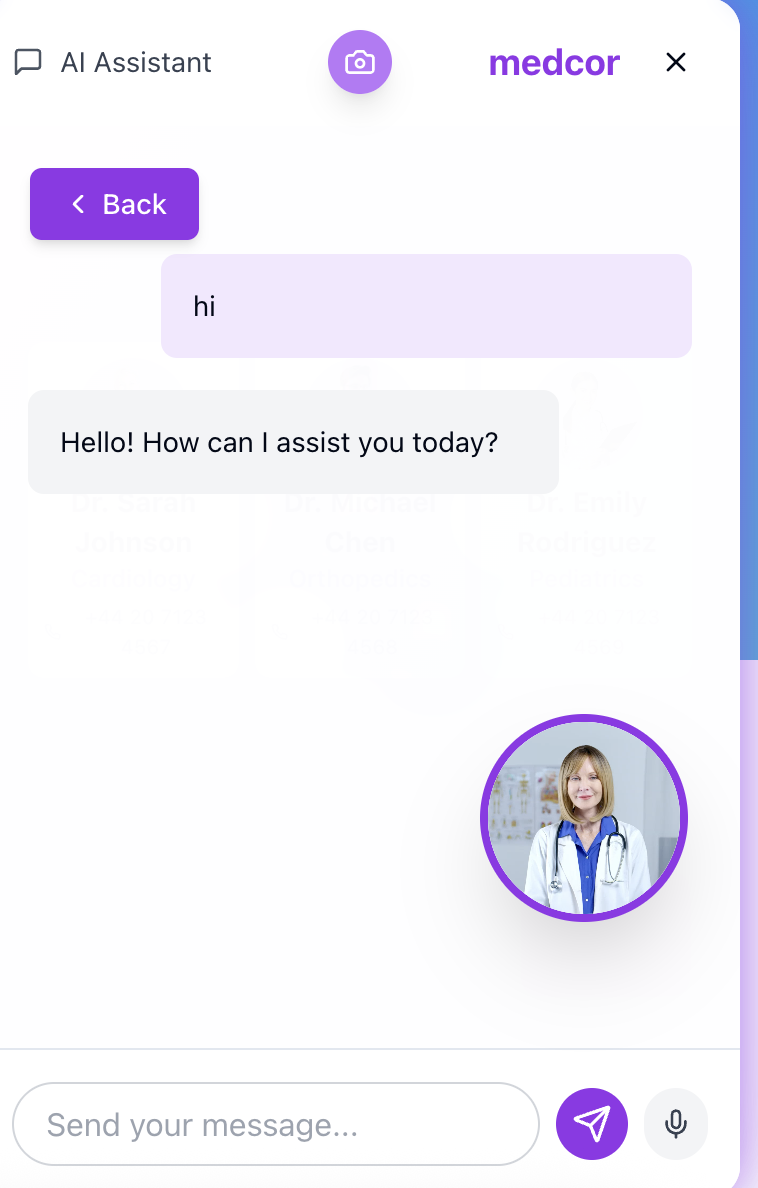 AI Assistant
medcor
Back
hi
Hello! How can I assist you today?
Dr. Sarah
Dr. Michael
Dr. Emily
Johnson
Chen
Rodriguez
Orthopedics
Send your message...